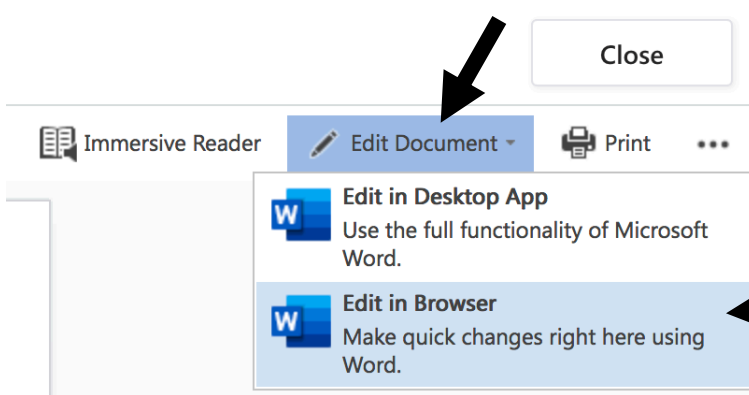 Close
Immersive Reader Edit Document Print
W Edit in Desktop App
Use the full functionality of Microsoft
Word.
W Edit in Browser
Make quick changes right here using
Word.